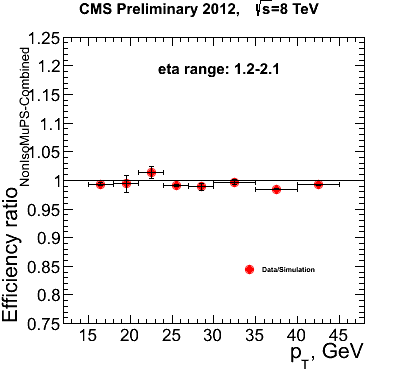 CMS Preliminary 2012, √s=8 TeV
eta range: 1.2-2.1
Efficiency ratio
NonIsoMuPS-Combined
1.25
1.2
1.15
1.1
1.05
1
0.95
0.9
0.85
0.8
0.75
Data/Simulation
15 20 25 30 35 40 45
p_T, GeV